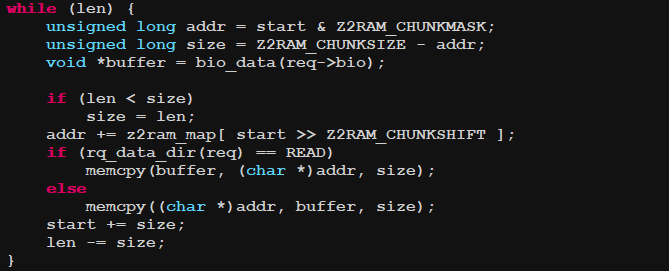 while (len) {
    unsigned long addr = start & Z2RAM_CHUNKMASK;
    unsigned long size = Z2RAM_CHUNKSIZE - addr;
    void *buffer = bio_data(req->bio);

    if (len < size)
        size = len;
    addr += z2ram_map[ start >> Z2RAM_CHUNKSHIFT ];
    if (rq_data_dir(req) == READ)
        memcpy(buffer, (char *)addr, size);
    else
        memcpy((char *)addr, buffer, size);
    start += size;
    len -= size;
}